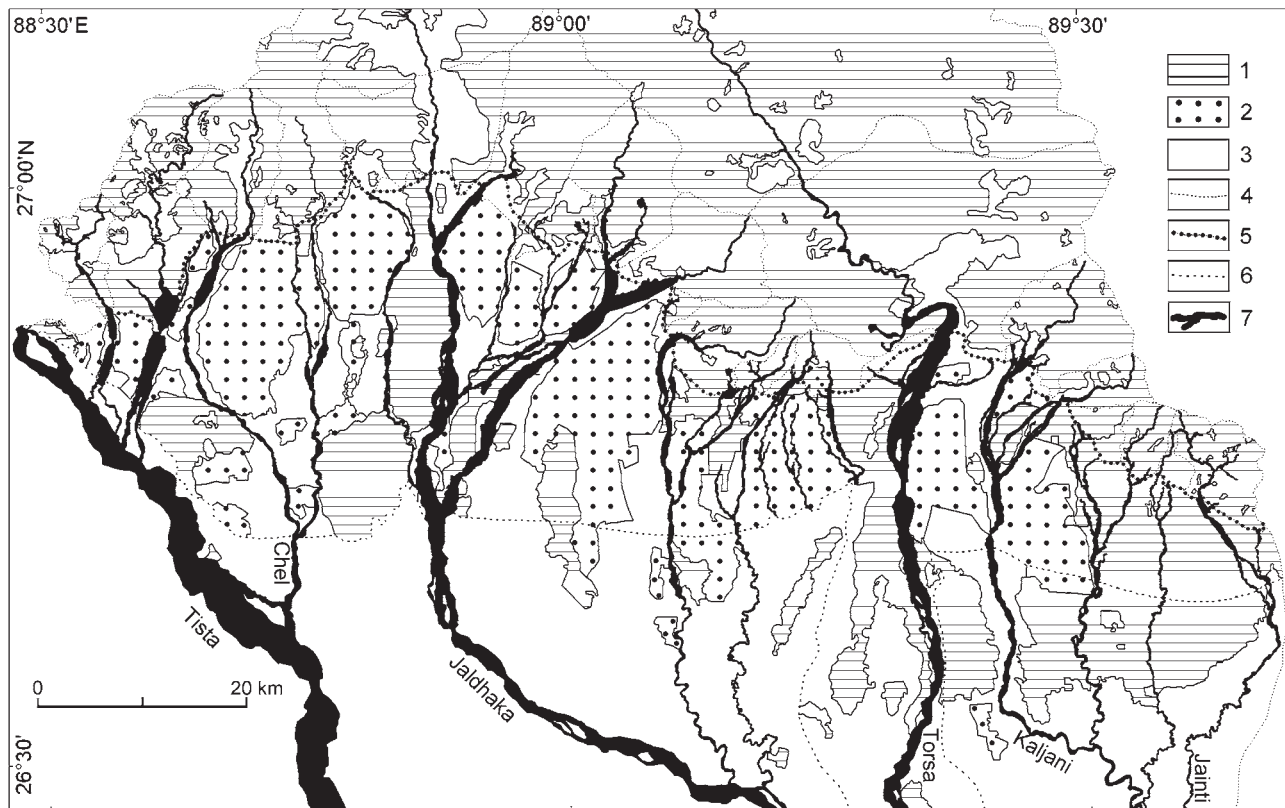 88°30' E
89°00'
89°30'
1
2
3
4
5
6
7
27°00' N
26°30'
Chel
Tista
0 20 km
Jaldhaka
Torsa
Kaljani
Jainti